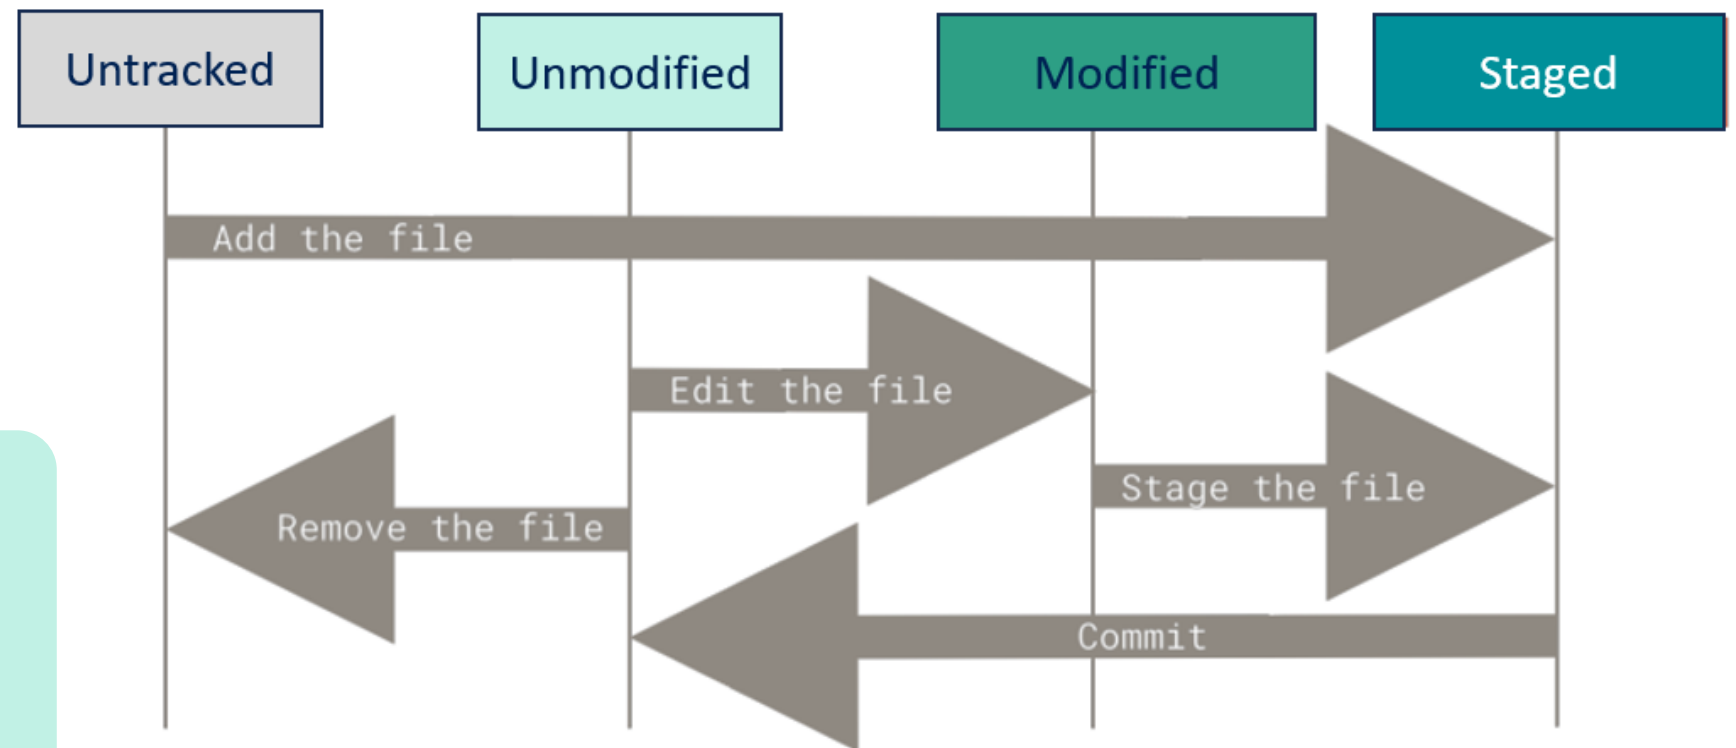 Untracked
Unmodified
Modified
Staged
Add the file
Edit the file
Stage the file
Remove the file
Commit